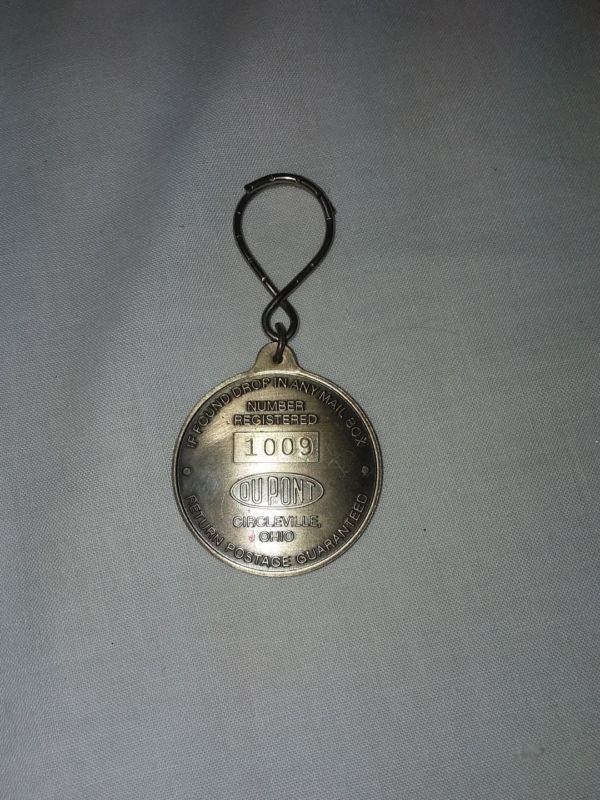 IF FOUND DROP IN ANY MAIL BOX
NUMBER
REGISTERED
1009
DU PONT
CIRCLEVILLE,
OHIO
RETURN POSTAGE GUARANTEED